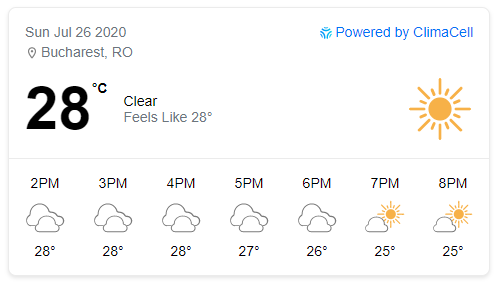 Sun Jul 26 2020
Powered by ClimaCell
Bucharest, RO
28 °C
Clear
Feels Like 28°
2PM 3PM 4PM 5PM 6PM 7PM 8PM
28° 28° 28° 27° 26° 25° 25°